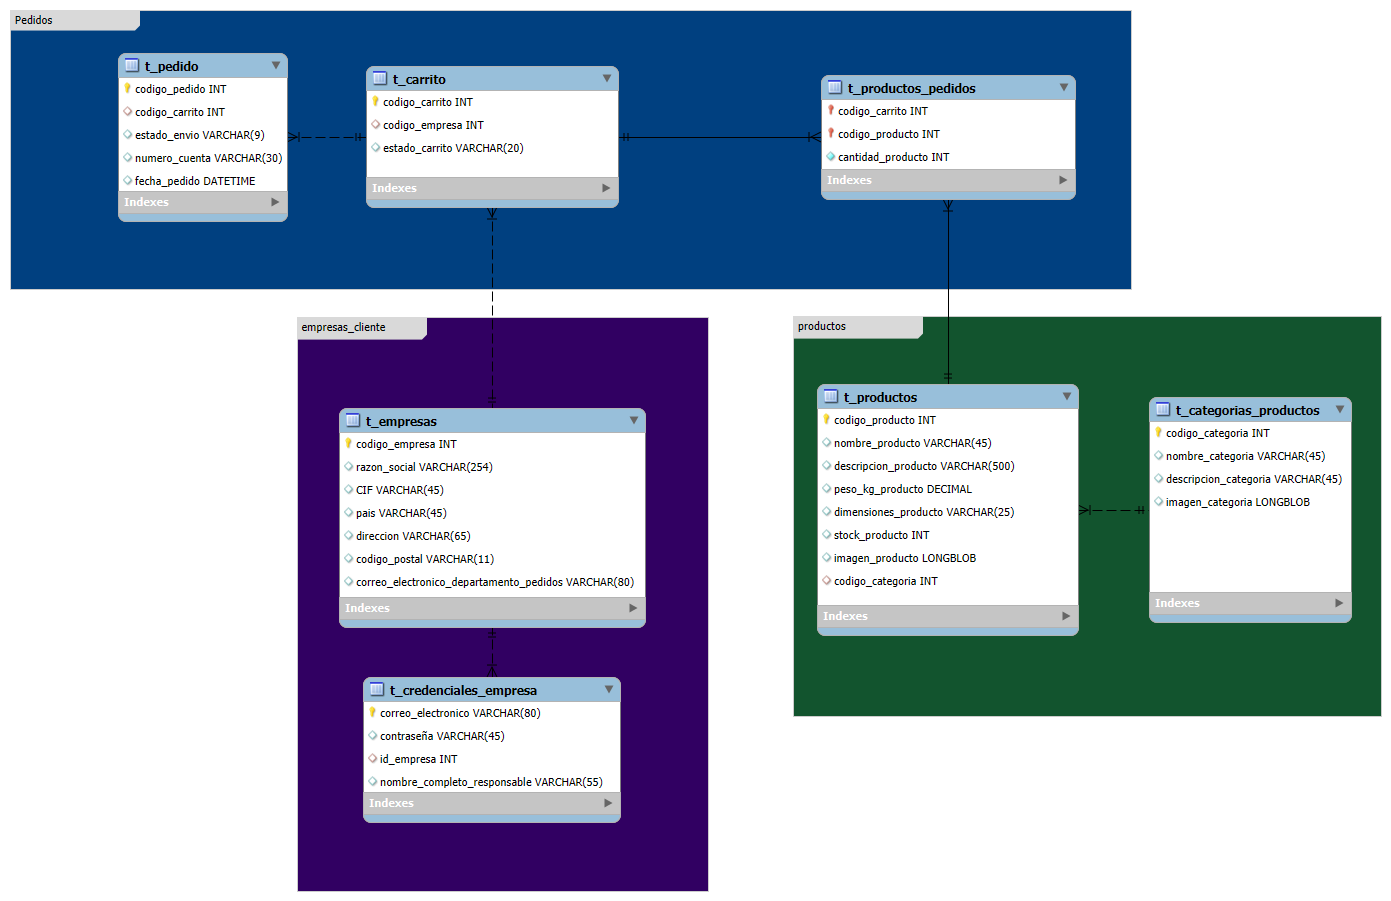 Pedidos
t_pedido
codigo_pedido INT
codigo_carrito INT
estado_envio VARCHAR(9)
numero_cuenta VARCHAR(30)
fecha_pedido DATETIME
Indexes
t_carrito
codigo_carrito INT
codigo_empresa INT
estado_carrito VARCHAR(20)
Indexes
t_productos_pedidos
codigo_carrito INT
codigo_producto INT
cantidad_producto INT
Indexes
empresas_cliente
t_empresas
codigo_empresa INT
razon_social VARCHAR(254)
CIF VARCHAR(45)
pais VARCHAR(45)
direccion VARCHAR(65)
codigo_postal VARCHAR(11)
correo_electronico_departamento_pedidos VARCHAR(80)
Indexes
t_credenciales_empresa
correo_electronico VARCHAR(80)
contraseña VARCHAR(45)
id_empresa INT
nombre_completo_responsable VARCHAR(55)
Indexes
productos
t_productos
codigo_producto INT
nombre_producto VARCHAR(45)
descripcion_producto VARCHAR(500)
peso_kg_producto DECIMAL
dimensiones_producto VARCHAR(25)
stock_producto INT
imagen_producto LONGBLOB
codigo_categoria INT
Indexes
t_categorias_productos
codigo_categoria INT
nombre_categoria VARCHAR(45)
descripcion_categoria VARCHAR(45)
imagen_categoria LONGBLOB
Indexes